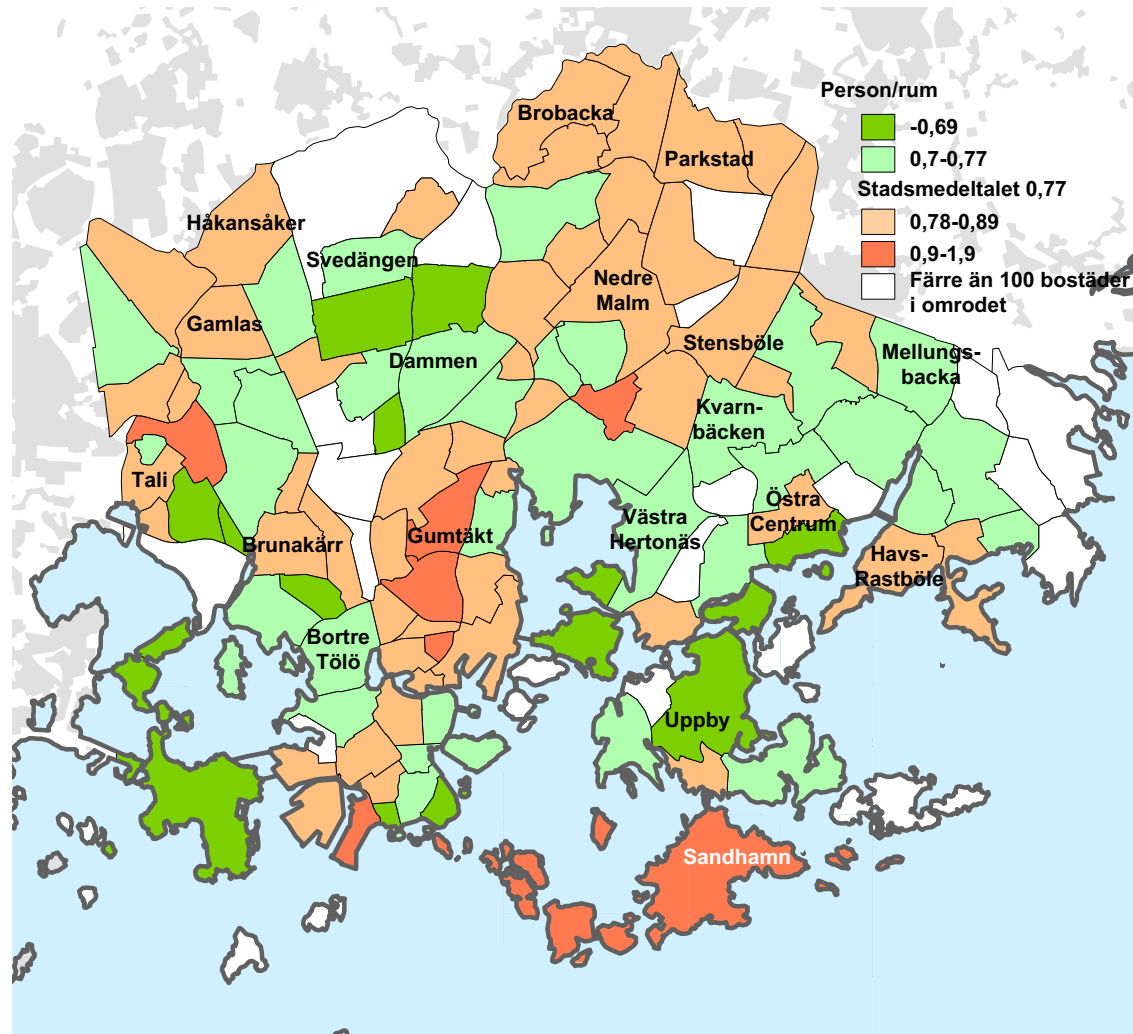 Person/rum
-0,69
0,7-0,77
Stadsmedeltalet 0,77
0,78-0,89
0,9-1,9
Färre än 100 bostäder
i omrodet
Brobacka
Parkstad
Håkansåker
Svedängen
Nedre
Malm
Gamlas
Stensböle
Mellungs-
backa
Dammen
Kvarn-
bäcken
Tali
Östra
Centrum
Västra
Hertonäs
Gumtäkt
Brunakärr
Havs-
Rastböle
Bortre
Tölö
Uppby
Sandhamn